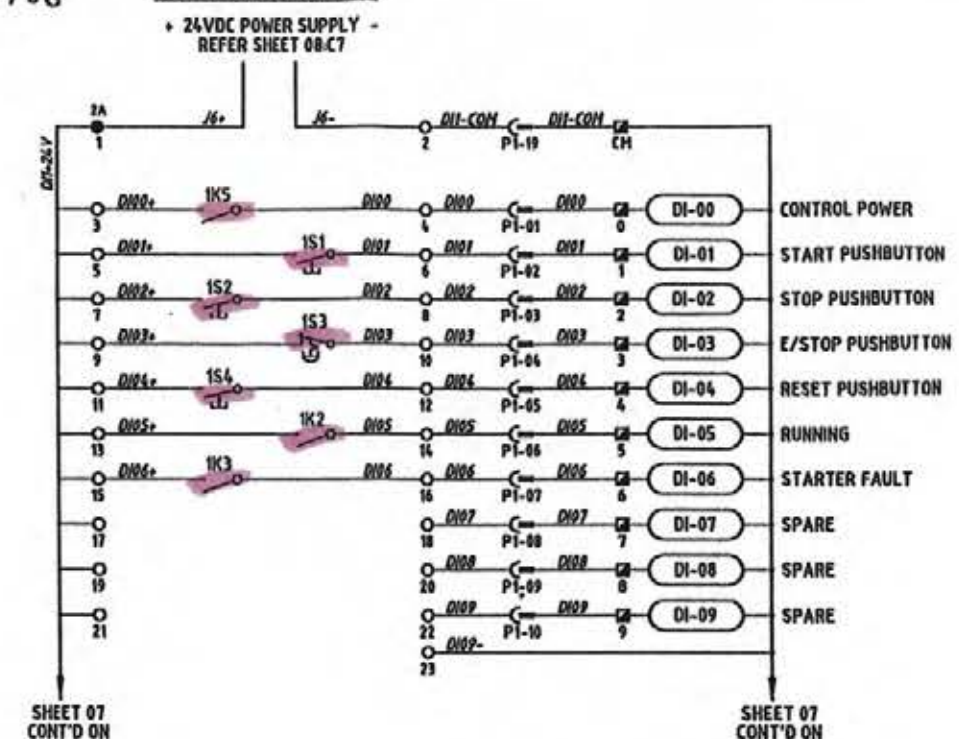 + 24VDC POWER SUPPLY -
REFER SHEET 08:C7
2A J6+ J6- DI1-COM DI1-COM
1 2 P1-19 CM
DI1-24V
1K5
DI00+ DI00 DI00 DI00 DI-00 CONTROL POWER
3 4 P1-01 0
1S1
DI01+ DI01 DI01 DI01 DI-01 START PUSHBUTTON
5 6 P1-02 1
1S2
DI02+ DI02 DI02 DI02 DI-02 STOP PUSHBUTTON
7 8 P1-03 2
1S3
DI03+ DI03 DI03 DI03 DI-03 E/STOP PUSHBUTTON
9 10 P1-04 3
1S4
DI04+ DI04 DI04 DI04 DI-04 RESET PUSHBUTTON
11 12 P1-05 4
1K2
DI05+ DI05 DI05 DI05 DI-05 RUNNING
13 14 P1-06 5
1K3
DI06+ DI06 DI06 DI06 DI-06 STARTER FAULT
15 16 P1-07 6
DI07 DI07 DI-07 SPARE
17 18 P1-08 7
DI08 DI08 DI-08 SPARE
19 20 P1-09 8
DI09 DI09 DI-09 SPARE
21 22 P1-10 9
DI09-
23
SHEET 07 SHEET 07
CONT'D ON CONT'D ON